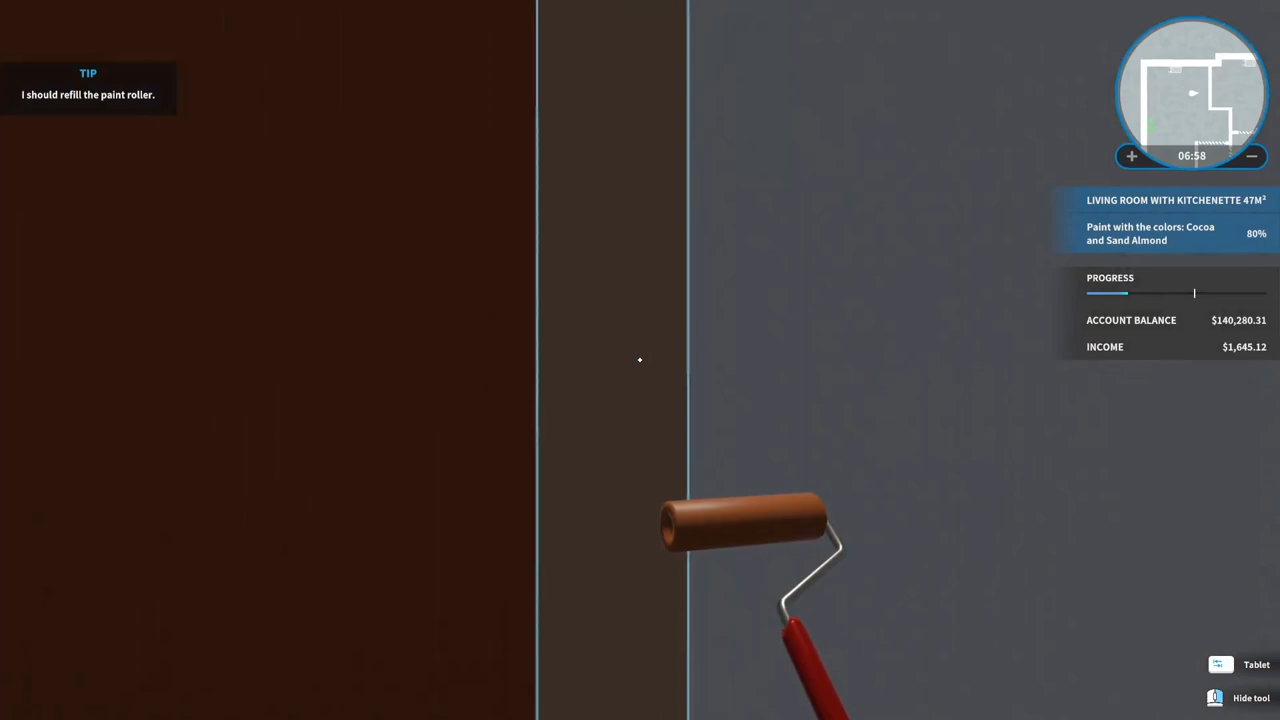 TIP
I should refill the paint roller.
06:58
LIVING ROOM WITH KITCHENETTE 47M²
Paint with the colors: Cocoa
and Sand Almond
80%
PROGRESS
ACCOUNT BALANCE $140,280.31
INCOME $1,645.12
Tablet
Hide tool